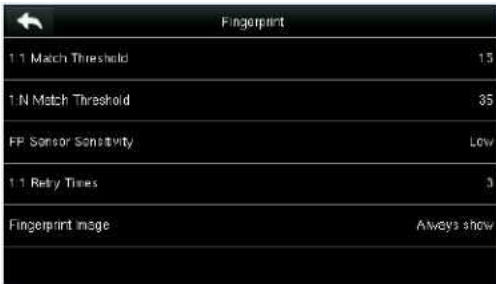 Fingerprint
1:1 Match Threshold 15
1:N Match Threshold 35
FP Sensor Sensitivity Low
1:1 Retry Times 3
Fingerprint Image Always show